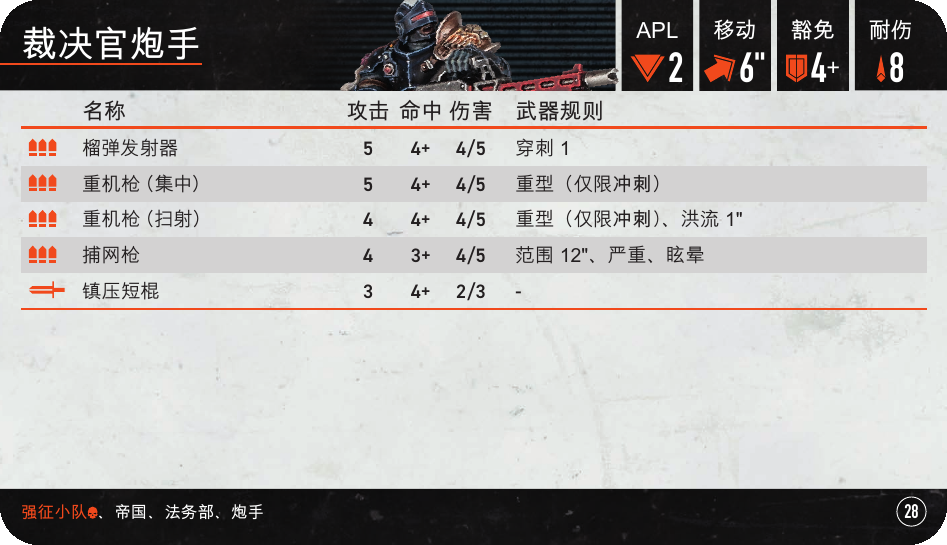 裁决官炮手
APL 移动 豁免 耐伤
2 6" 4+ 8
名称 攻击 命中 伤害 武器规则
榴弹发射器 5 4+ 4/5 穿刺 1
重机枪（集中） 5 4+ 4/5 重型（仅限冲刺）
重机枪（扫射） 4 4+ 4/5 重型（仅限冲刺）、洪流 1"
捕网枪 4 3+ 4/5 范围 12"、严重、眩晕
镇压短棍 3 4+ 2/3 -
强征小队、帝国、法务部、炮手
28